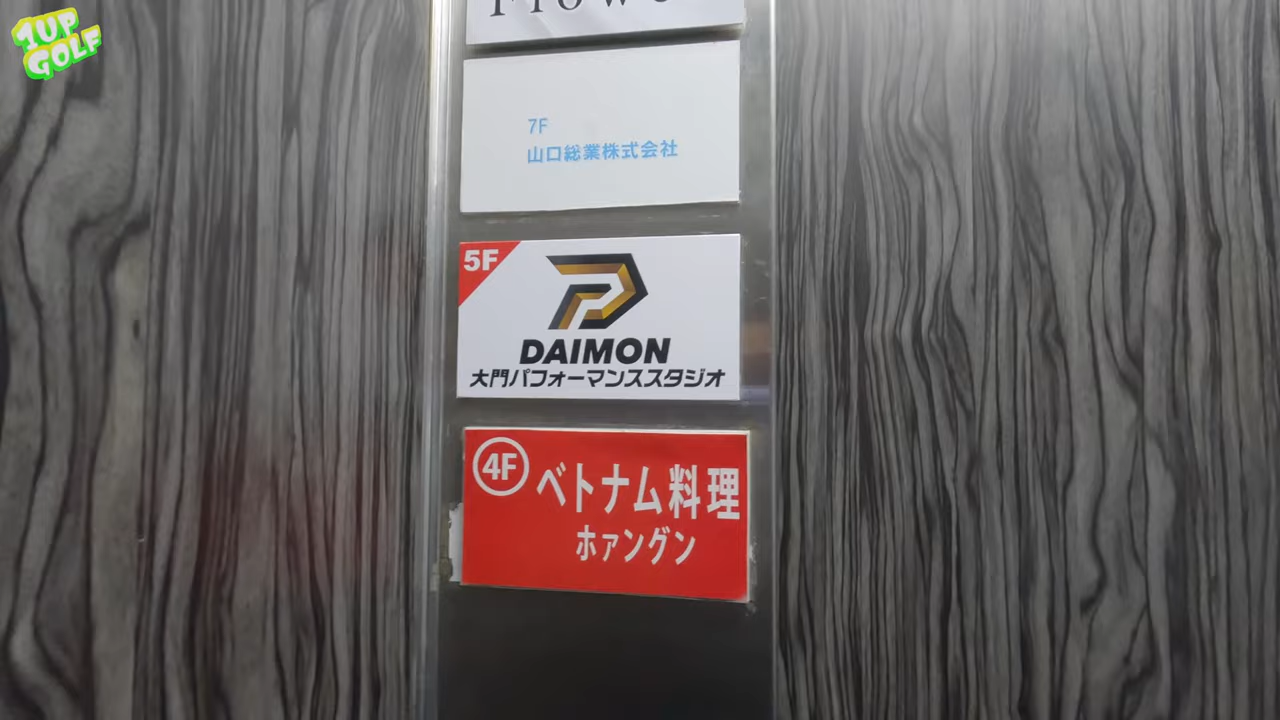 1UP
GOLF
7F
山口総業株式会社
5F
DAIMON
大門パフォーマンススタジオ
4F
ベトナム料理
ホァングン